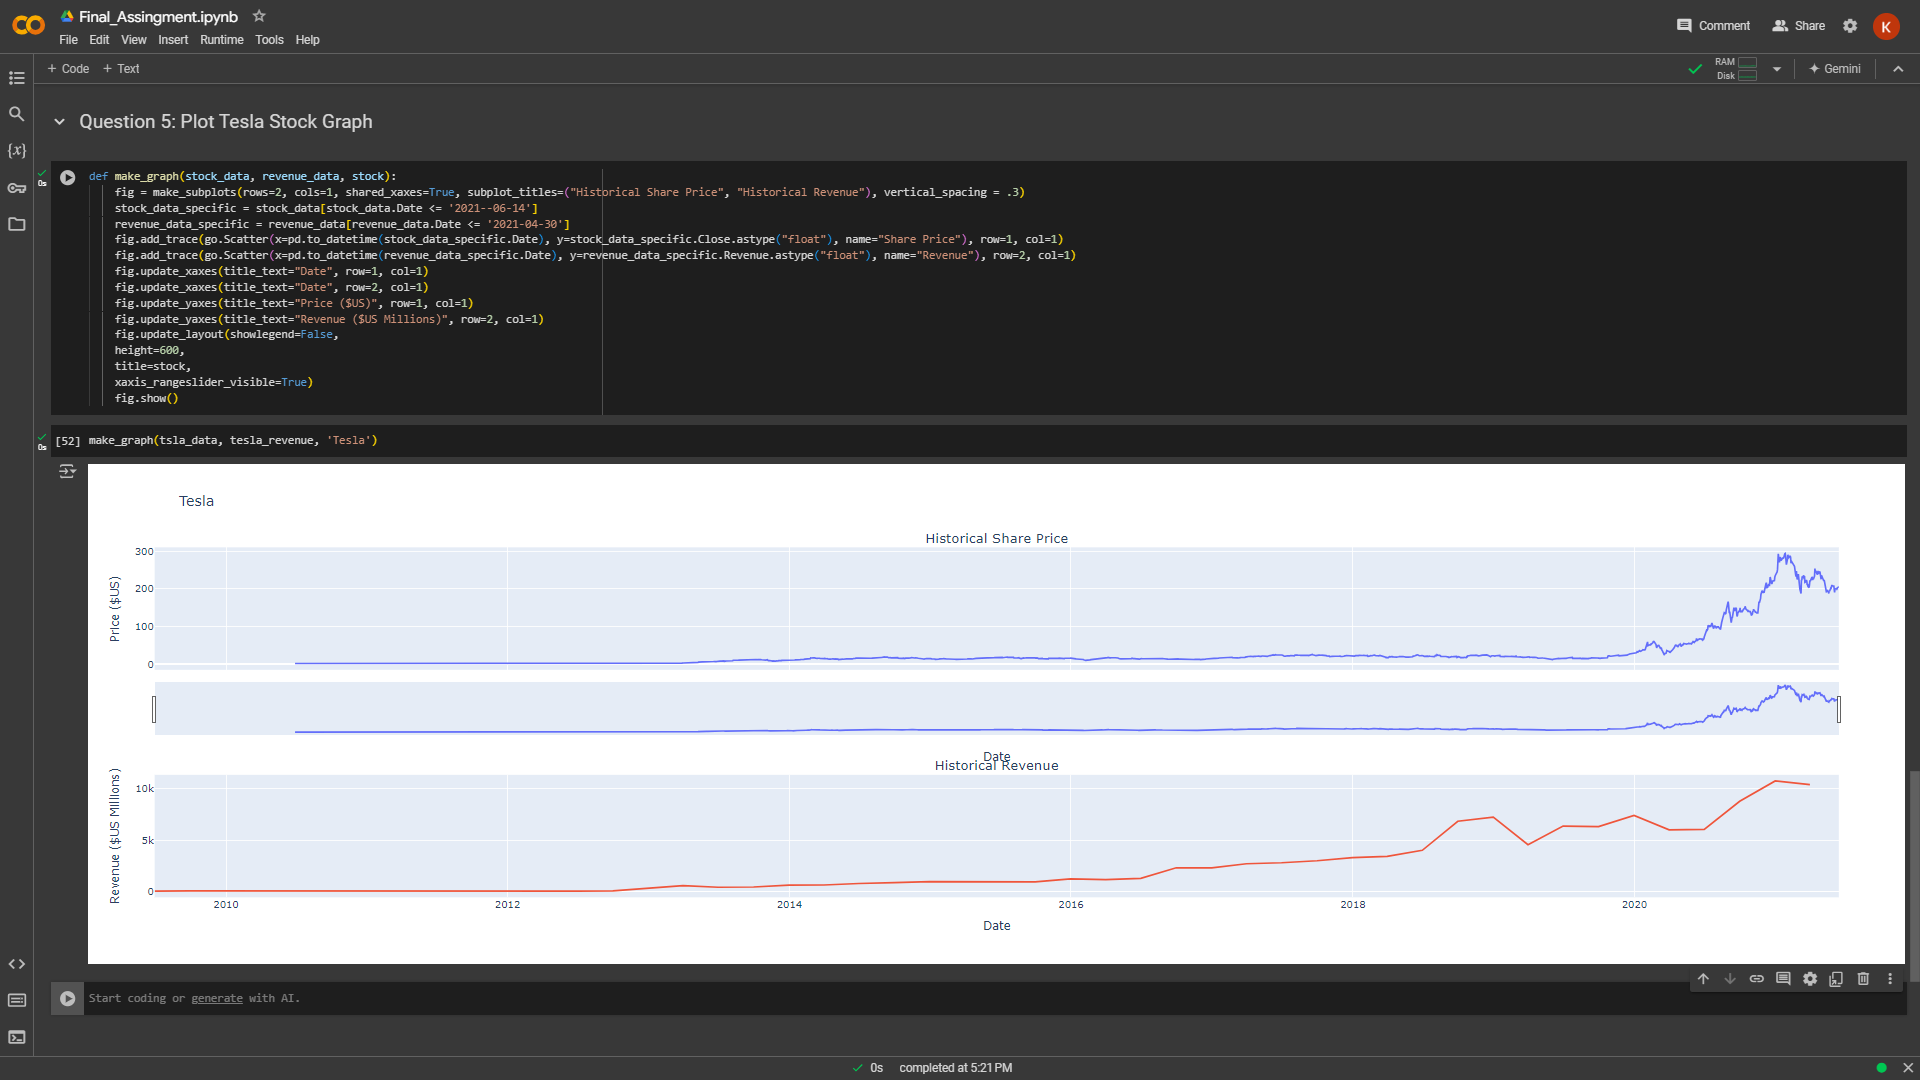 Final_Assingment.ipynb
File Edit View Insert Runtime Tools Help
Comment Share K
+ Code + Text
RAM
Disk
Gemini
{x}
Question 5: Plot Tesla Stock Graph
0s
def make_graph(stock_data, revenue_data, stock):
fig = make_subplots(rows=2, cols=1, shared_xaxes=True, subplot_titles=("Historical Share Price", "Historical Revenue"), vertical_spacing = .3)
stock_data_specific = stock_data[stock_data.Date <= '2021--06-14']
revenue_data_specific = revenue_data[revenue_data.Date <= '2021-04-30']
fig.add_trace(go.Scatter(x=pd.to_datetime(stock_data_specific.Date), y=stock_data_specific.Close.astype("float"), name="Share Price"), row=1, col=1)
fig.add_trace(go.Scatter(x=pd.to_datetime(revenue_data_specific.Date), y=revenue_data_specific.Revenue.astype("float"), name="Revenue"), row=2, col=1)
fig.update_xaxes(title_text="Date", row=1, col=1)
fig.update_xaxes(title_text="Date", row=2, col=1)
fig.update_yaxes(title_text="Price ($US)", row=1, col=1)
fig.update_yaxes(title_text="Revenue ($US Millions)", row=2, col=1)
fig.update_layout(showlegend=False,
height=600,
title=stock,
xaxis_rangeslider_visible=True)
fig.show()
0s
[52] make_graph(tsla_data, tesla_revenue, 'Tesla')
Tesla
Historical Share Price
Price ($US)
300
200
100
0
Date
Historical Revenue
Revenue ($US Millions)
10k
5k
0
2010 2012 2014 2016 2018 2020
Date
Start coding or generate with AI.
0s completed at 5:21 PM